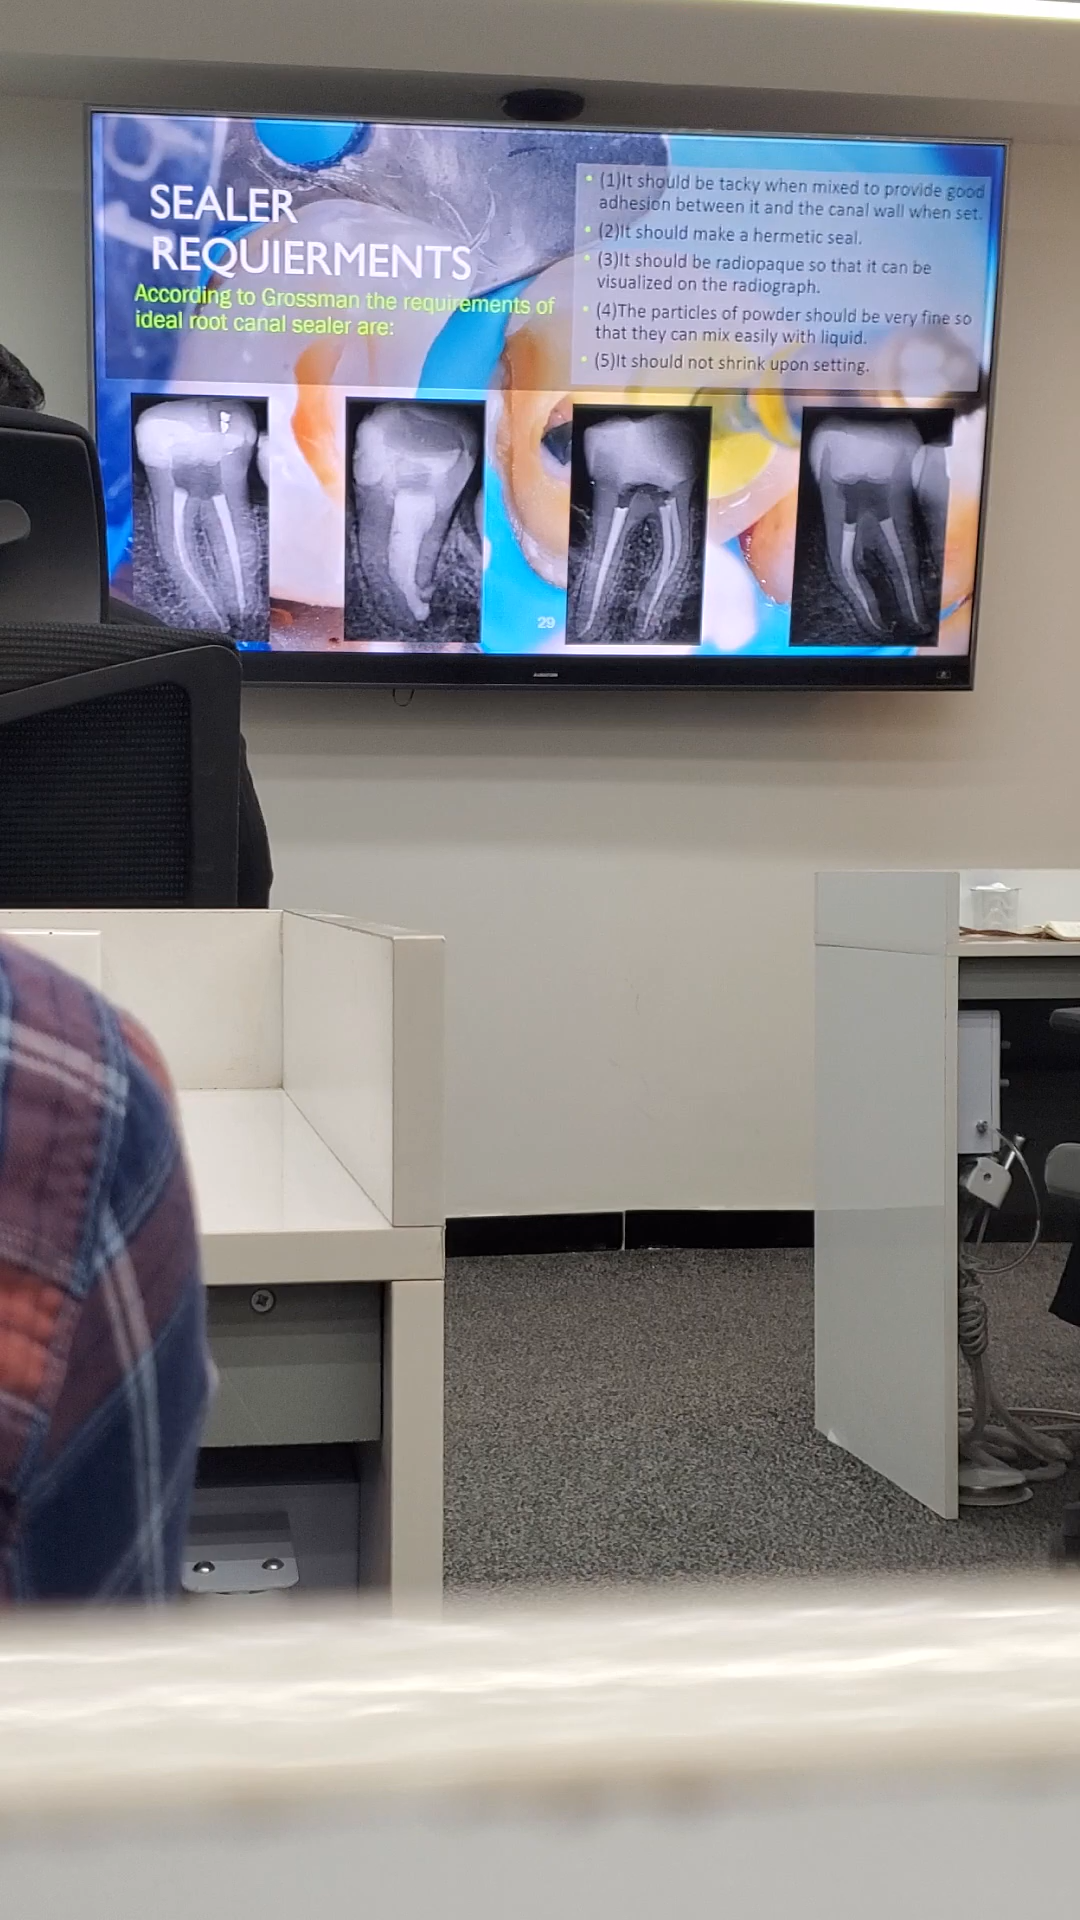 SEALER
REQUIERMENTS
According to Grossman the requirements of
ideal root canal sealer are:
(1)It should be tacky when mixed to provide good
adhesion between it and the canal wall when set.
(2)It should make a hermetic seal.
(3)It should be radiopaque so that it can be
visualized on the radiograph.
(4)The particles of powder should be very fine so
that they can mix easily with liquid.
(5)It should not shrink upon setting.
29